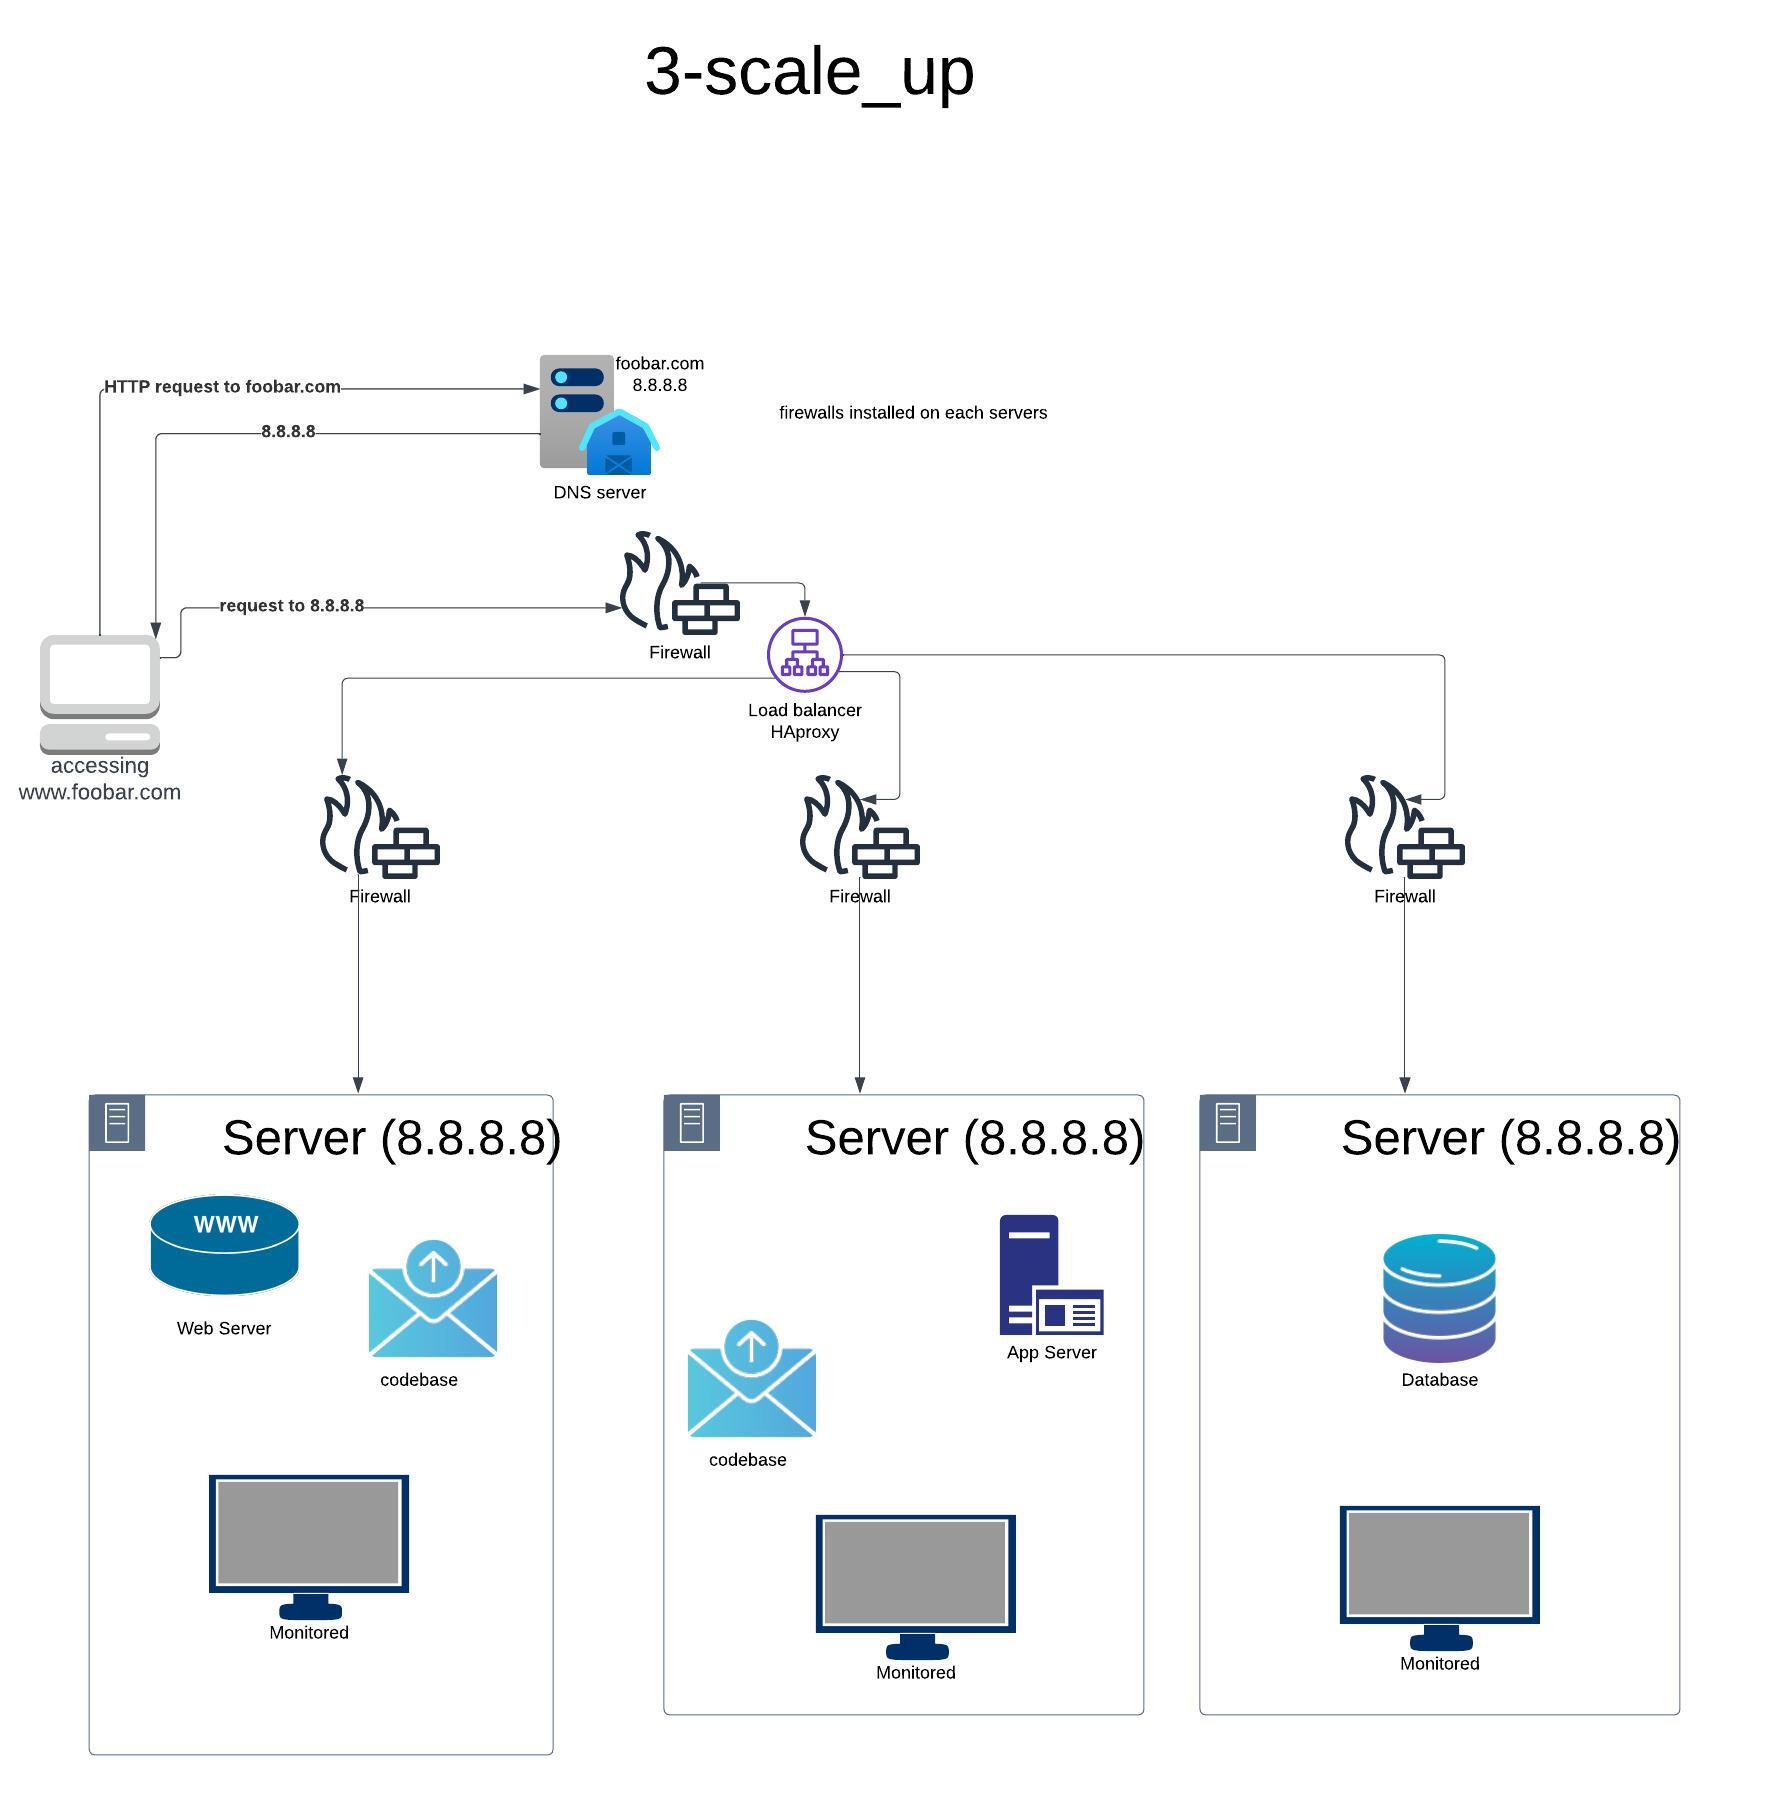 3-scale_up
HTTP request to foobar.com
foobar.com
8.8.8.8
firewalls installed on each servers
8.8.8.8
DNS server
request to 8.8.8.8
Firewall
Load balancer
HAproxy
accessing
www.foobar.com
Firewall
Firewall
Firewall
Server (8.8.8.8)
Server (8.8.8.8)
Server (8.8.8.8)
www
Web Server
codebase
App Server
Database
codebase
Monitored
Monitored
Monitored